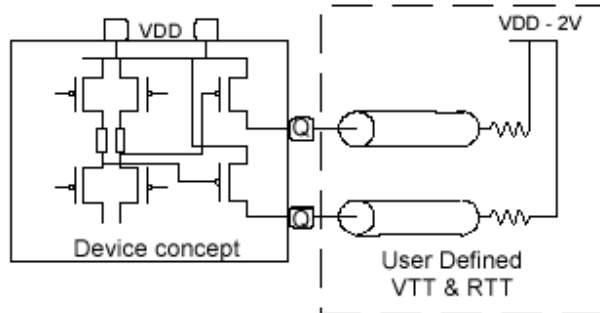 VDD
VDD - 2V
Q
Q
Device concept
User Defined
VTT & RTT